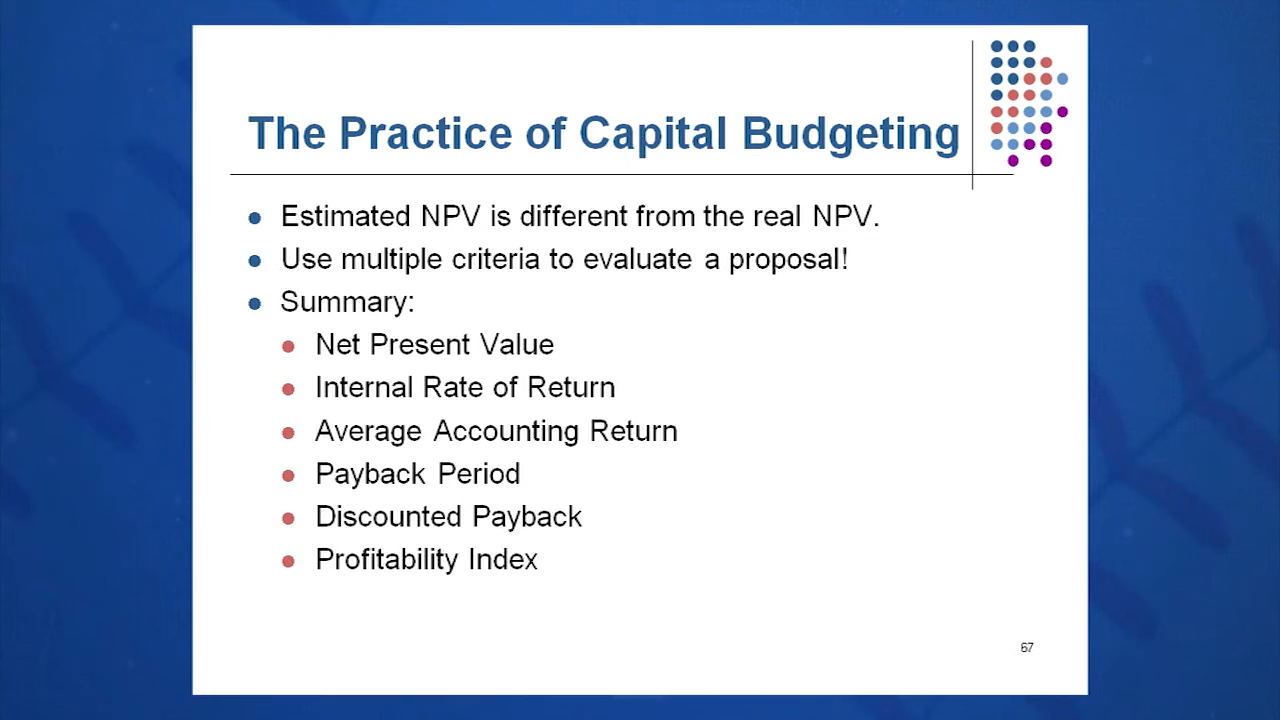 The Practice of Capital Budgeting
Estimated NPV is different from the real NPV.
Use multiple criteria to evaluate a proposal!
Summary:
Net Present Value
Internal Rate of Return
Average Accounting Return
Payback Period
Discounted Payback
Profitability Index
67